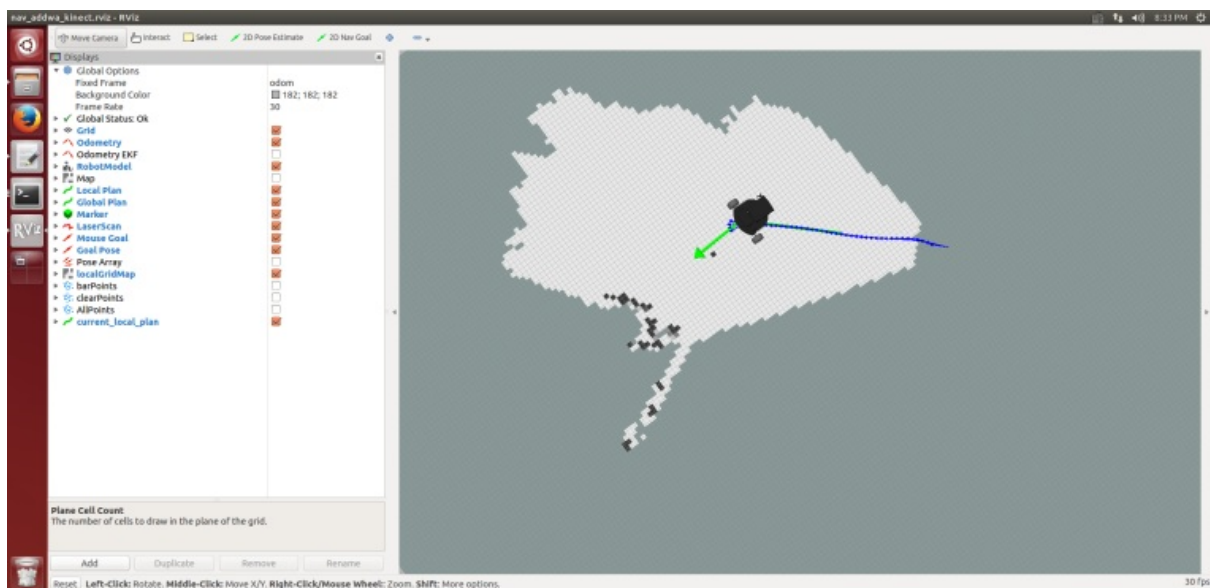 nav_addwa_kinect.rviz - RViz
8:33 PM
Move Camera Interact Select 2D Pose Estimate 2D Nav Goal
Displays
Global Options
Fixed Frame odom
Background Color 182; 182; 182
Frame Rate 30
Global Status: Ok
Grid
Odometry
Odometry EKF
RobotModel
Map
Local Plan
Global Plan
Marker
LaserScan
Mouse Goal
Goal Pose
Pose Array
localGridMap
barPoints
clearPoints
AllPoints
current_local_plan
RViz
Plane Cell Count
The number of cells to draw in the plane of the grid.
Add Duplicate Remove Rename
Reset Left-Click: Rotate. Middle-Click: Move X/Y. Right-Click/Mouse Wheel: Zoom. Shift: More options. 30 fps